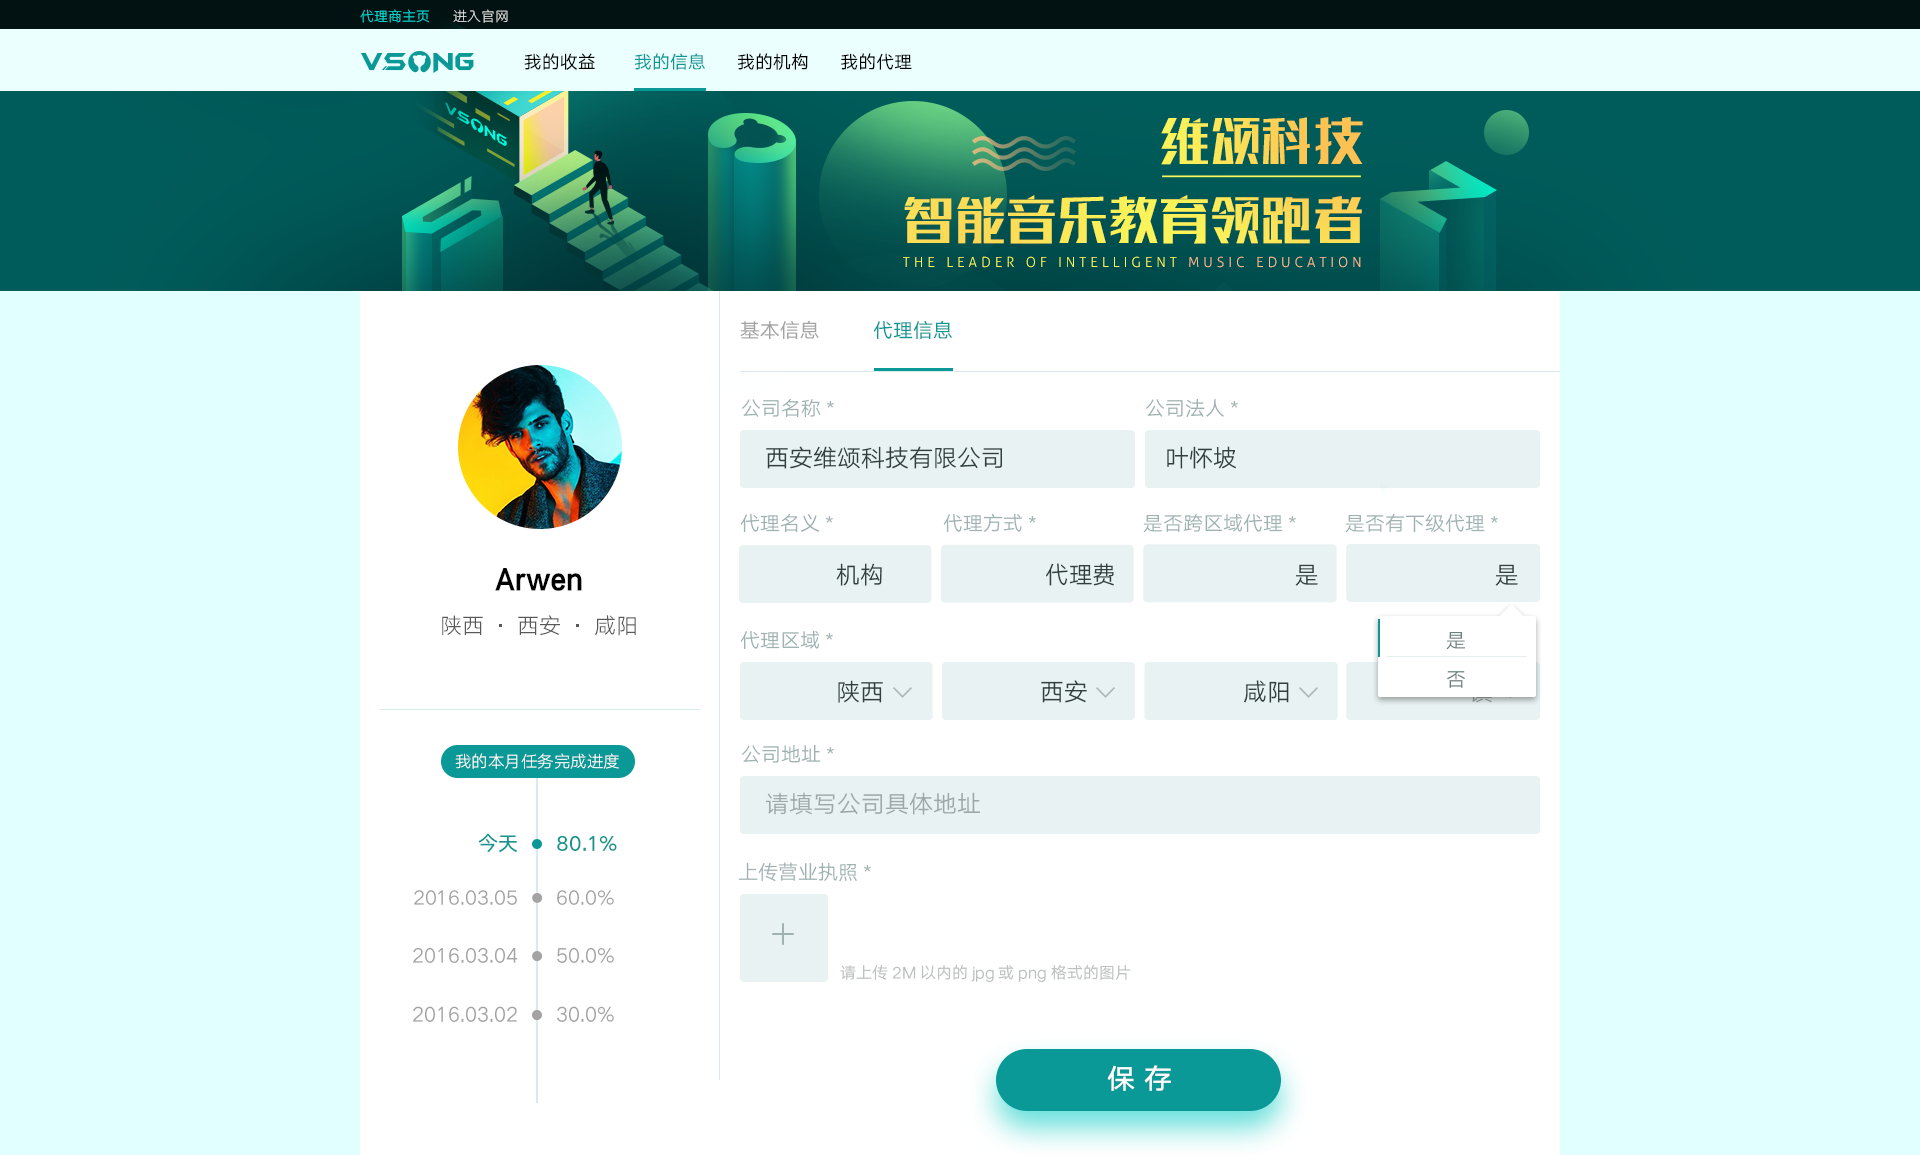 代理商主页 进入官网
VSONG 我的收益 我的信息 我的机构 我的代理
VSONG
维颂科技
智能音乐教育领跑者
THE LEADER OF INTELLIGENT MUSIC EDUCATION
基本信息 代理信息
公司名称 * 公司法人 *
西安维颂科技有限公司 叶怀坡
代理名义 * 代理方式 * 是否跨区域代理 * 是否有下级代理 *
机构 代理费 是 是
是
否
代理区域 *
陕西 西安 咸阳
公司地址 *
请填写公司具体地址
上传营业执照 *
请上传 2M 以内的 jpg 或 png 格式的图片
保 存
Arwen
陕西 · 西安 · 咸阳
我的本月任务完成进度
今天 80.1%
2016.03.05 60.0%
2016.03.04 50.0%
2016.03.02 30.0%